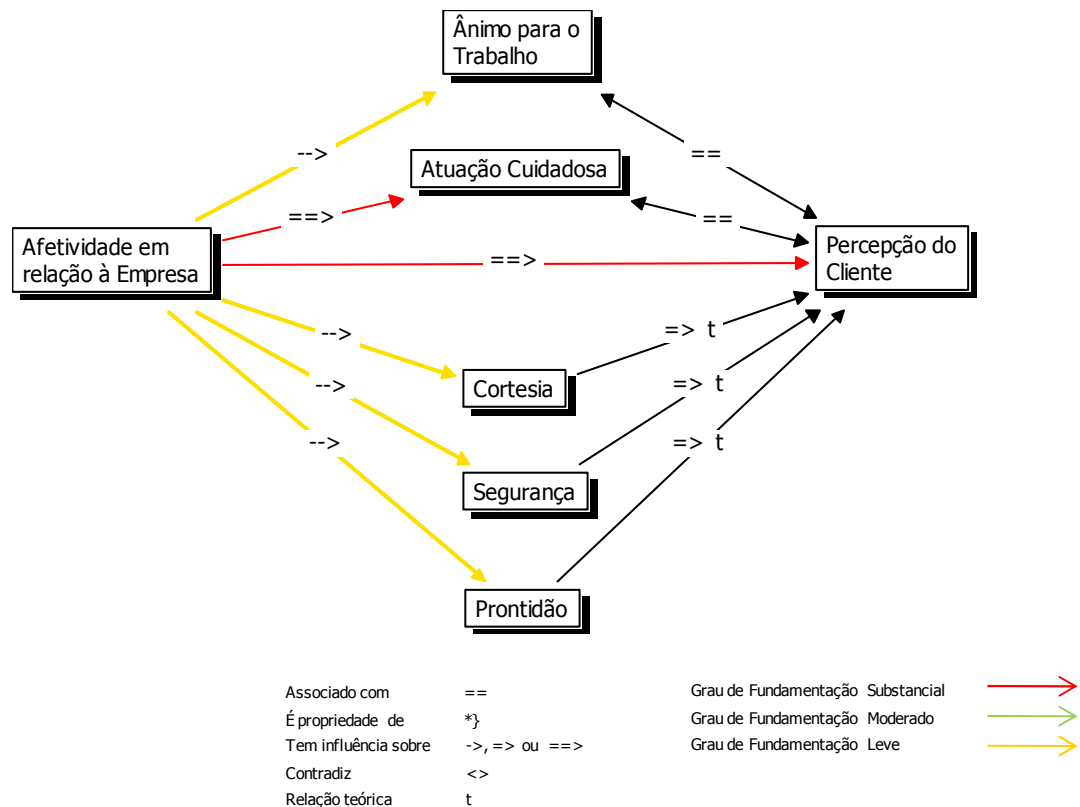 Ânimo para o
Trabalho
-->
==
Atuação Cuidadosa
==>
==
Afetividade em
relação à Empresa
==>
Percepção do
Cliente
-->
=> t
Cortesia
-->
=> t
-->
=> t
Segurança
Prontidão
Associado com ==
É propriedade de *}
Tem influência sobre ->, => ou ==>
Contradiz <>
Relação teórica t
Grau de Fundamentação Substancial
Grau de Fundamentação Moderado
Grau de Fundamentação Leve